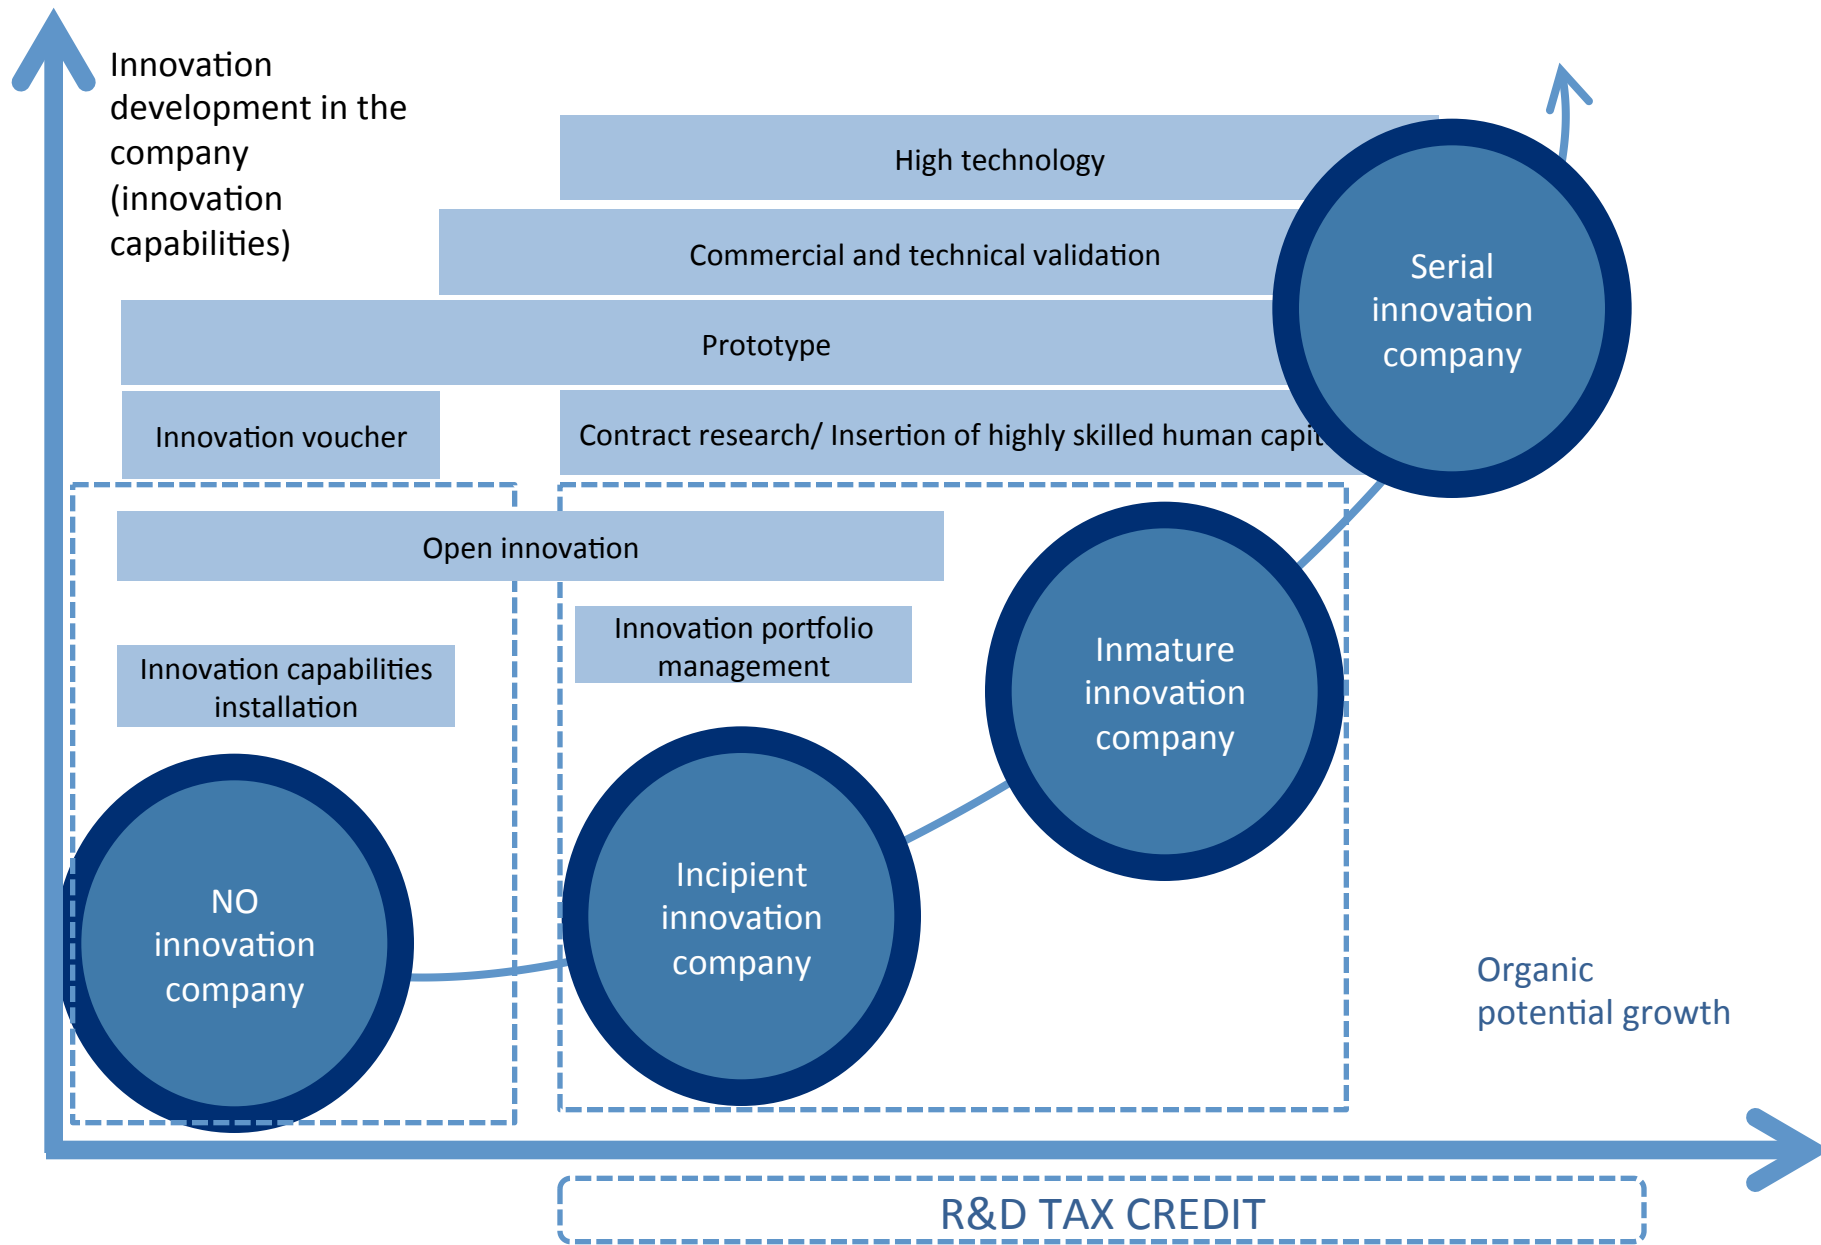 Innovation
development in the
company
(innovation
capabilities)
High technology
Commercial and technical validation
Prototype
Innovation voucher
Contract research/ Insertion of highly skilled human capit
Serial
innovation
company
Open innovation
Innovation portfolio
management
Innovation capabilities
installation
Inmature
innovation
company
Incipient
innovation
company
NO
innovation
company
Organic
potential growth
R&D TAX CREDIT